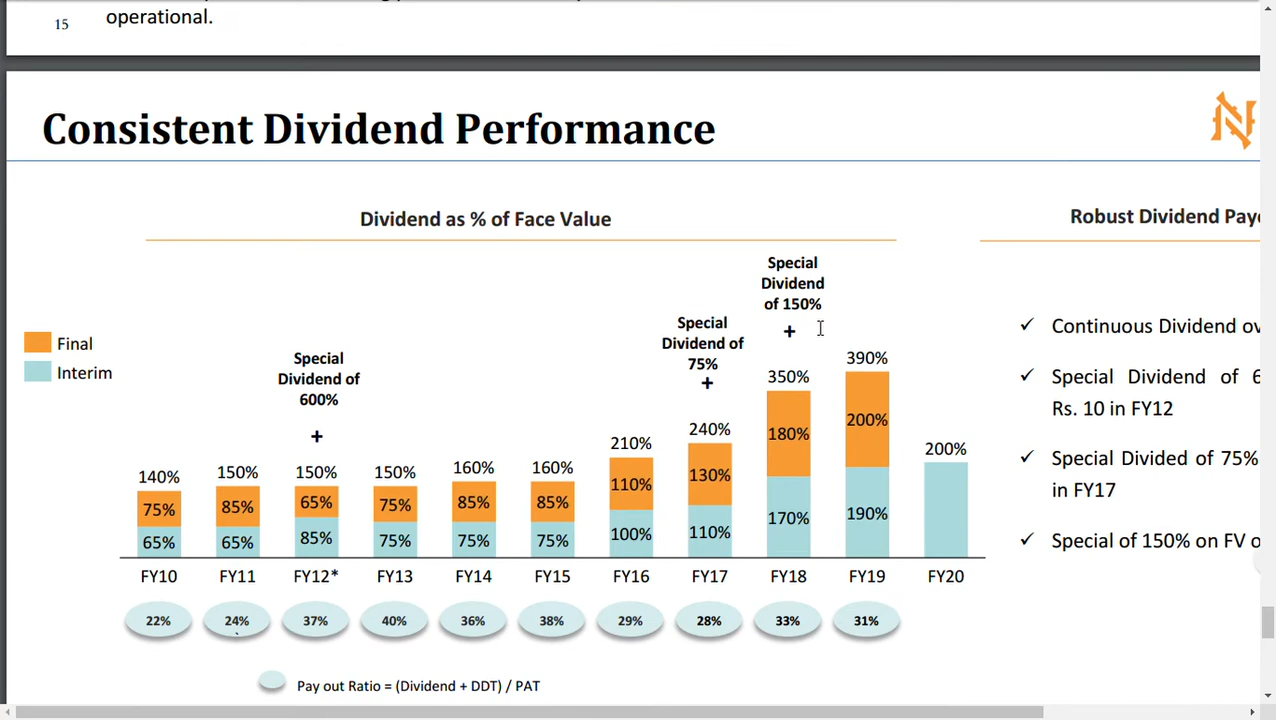 operational.
15
Consistent Dividend Performance
Dividend as % of Face Value
Robust Dividend
Final
Interim
Special
Dividend of
600%
+
Special
Dividend of
75%
+
Special
Dividend
of 150%
+
140% 150% 150% 150% 160% 160% 210% 240% 350% 390% 200%
75% 85% 65% 75% 85% 85% 110% 130% 180% 200%
65% 65% 85% 75% 75% 75% 100% 110% 170% 190%
FY10 FY11 FY12* FY13 FY14 FY15 FY16 FY17 FY18 FY19 FY20
22% 24% 37% 40% 36% 38% 29% 28% 33% 31%
Pay out Ratio = (Dividend + DDT) / PAT
✓ Continuous Dividend
✓ Special Dividend of
Rs. 10 in FY12
✓ Special Divided of 75%
in FY17
✓ Special of 150% on FV